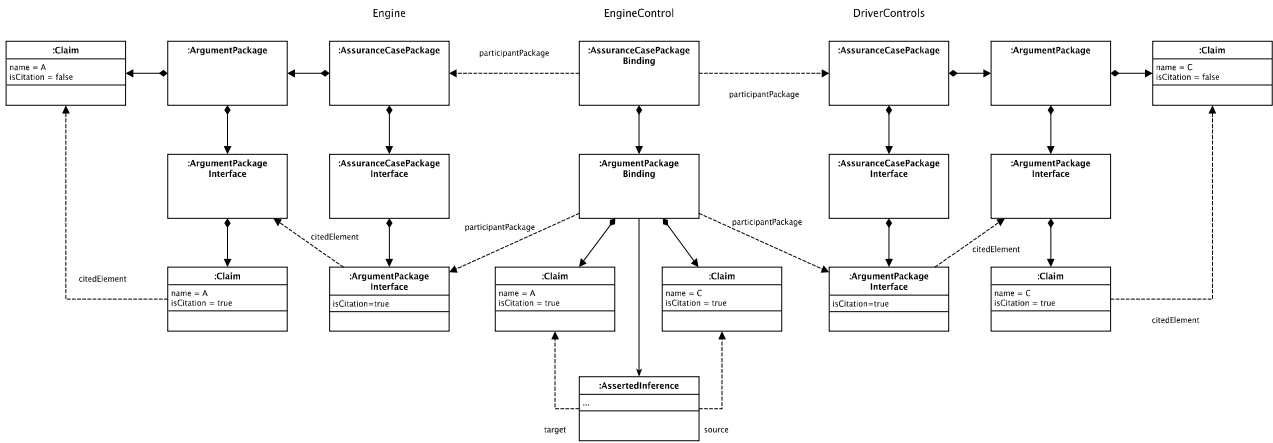 Engine
EngineControl
DriverControls
:Claim
name = A
isCitation = false
:ArgumentPackage
:AssuranceCasePackage
participantPackage
:AssuranceCasePackage
Binding
participantPackage
:AssuranceCasePackage
:ArgumentPackage
:Claim
name = C
isCitation = false
:ArgumentPackage
Interface
:AssuranceCasePackage
Interface
:ArgumentPackage
Binding
:AssuranceCasePackage
Interface
:ArgumentPackage
Interface
citedElement
participantPackage
participantPackage
citedElement
citedElement
:Claim
name = A
isCitation = true
:ArgumentPackage
Interface
isCitation=true
:Claim
name = A
isCitation = true
:Claim
name = C
isCitation = true
:ArgumentPackage
Interface
isCitation=true
:Claim
name = C
isCitation = true
citedElement
:AssertedInference
...
target
source